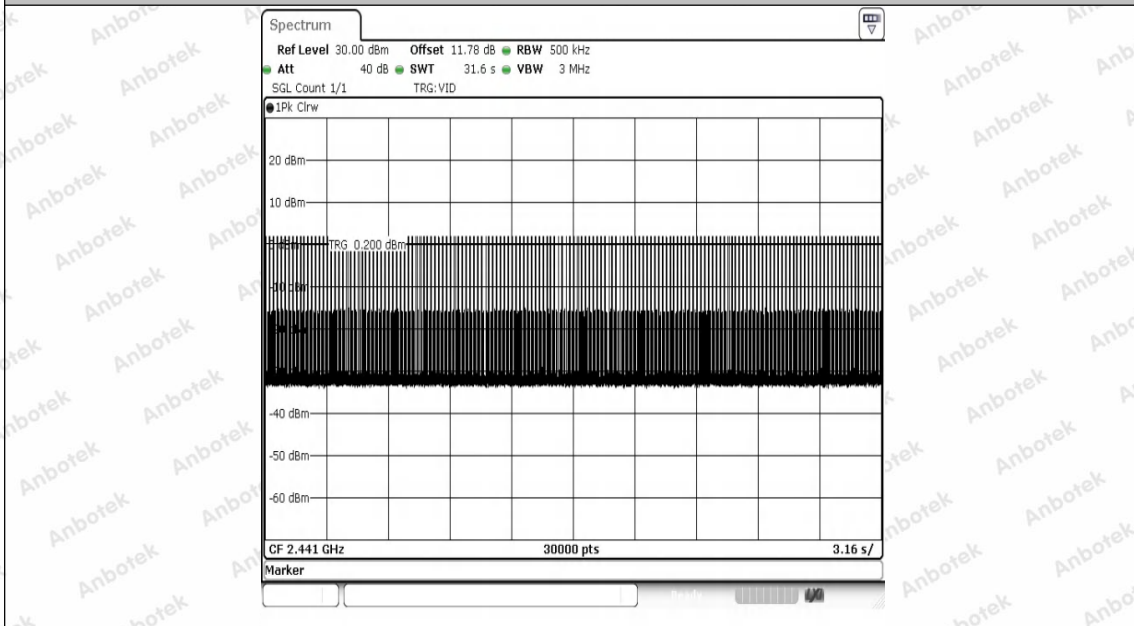 Spectrum
Ref Level 30.00 dBm Offset 11.78 dB RBW 500 kHz
Att 40 dB SWT 31.6 s VBW 3 MHz
SGL Count 1/1 TRG:VID
1Pk Clrw
20 dBm
10 dBm
TRG 0.200 dBm
-40 dBm
-50 dBm
-60 dBm
CF 2.441 GHz 30000 pts 3.16 s/
Marker
Anbotek